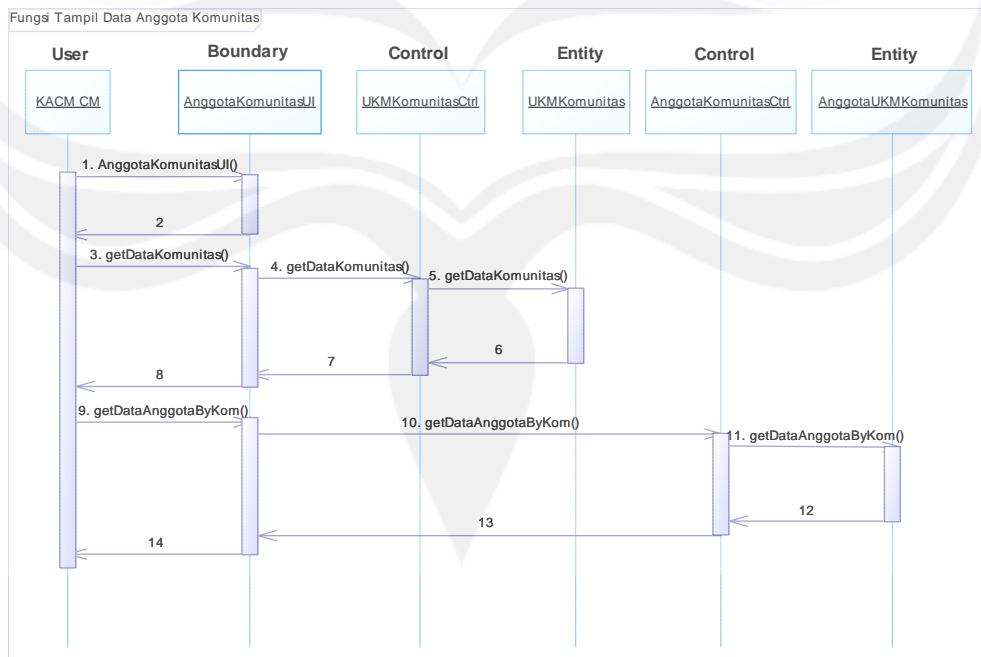 Fungsi Tampil Data Anggota Komunitas
User
Boundary
Control
Entity
Control
Entity
KACM CM
AnggotaKomunitasUI
UKMKomunitasCtrl
UKMKomunitas
AnggotaKomunitasCtrl
AnggotaUKMKomunitas
1. AnggotaKomunitasUI()
2
3. getDataKomunitas()
4. getDataKomunitas()
5. getDataKomunitas()
6
7
8
9. getDataAnggotaByKom()
10. getDataAnggotaByKom()
11. getDataAnggotaByKom()
12
13
14